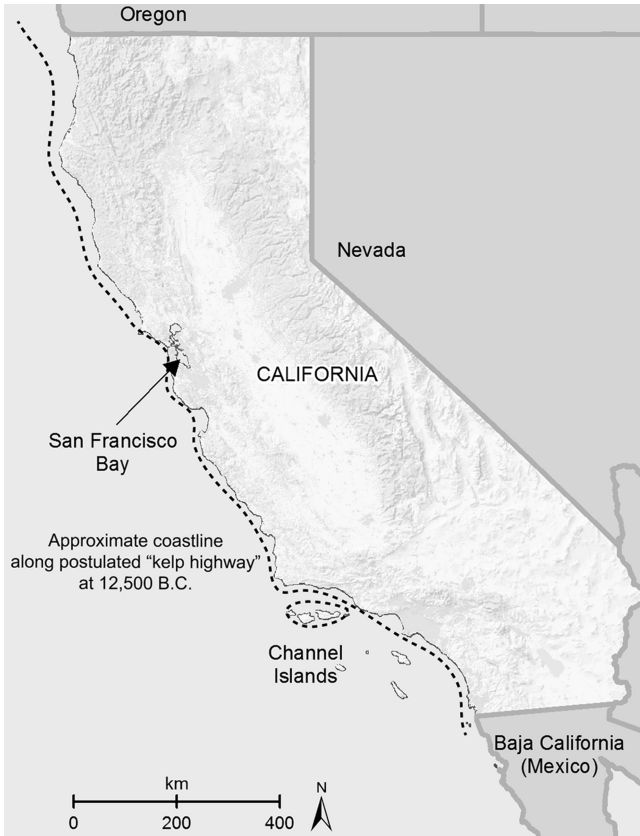 Oregon
Nevada
CALIFORNIA
San Francisco
Bay
Approximate coastline
along postulated “kelp highway”
at 12,500 B.C.
Channel
Islands
Baja California
(Mexico)
km
0 200 400
N